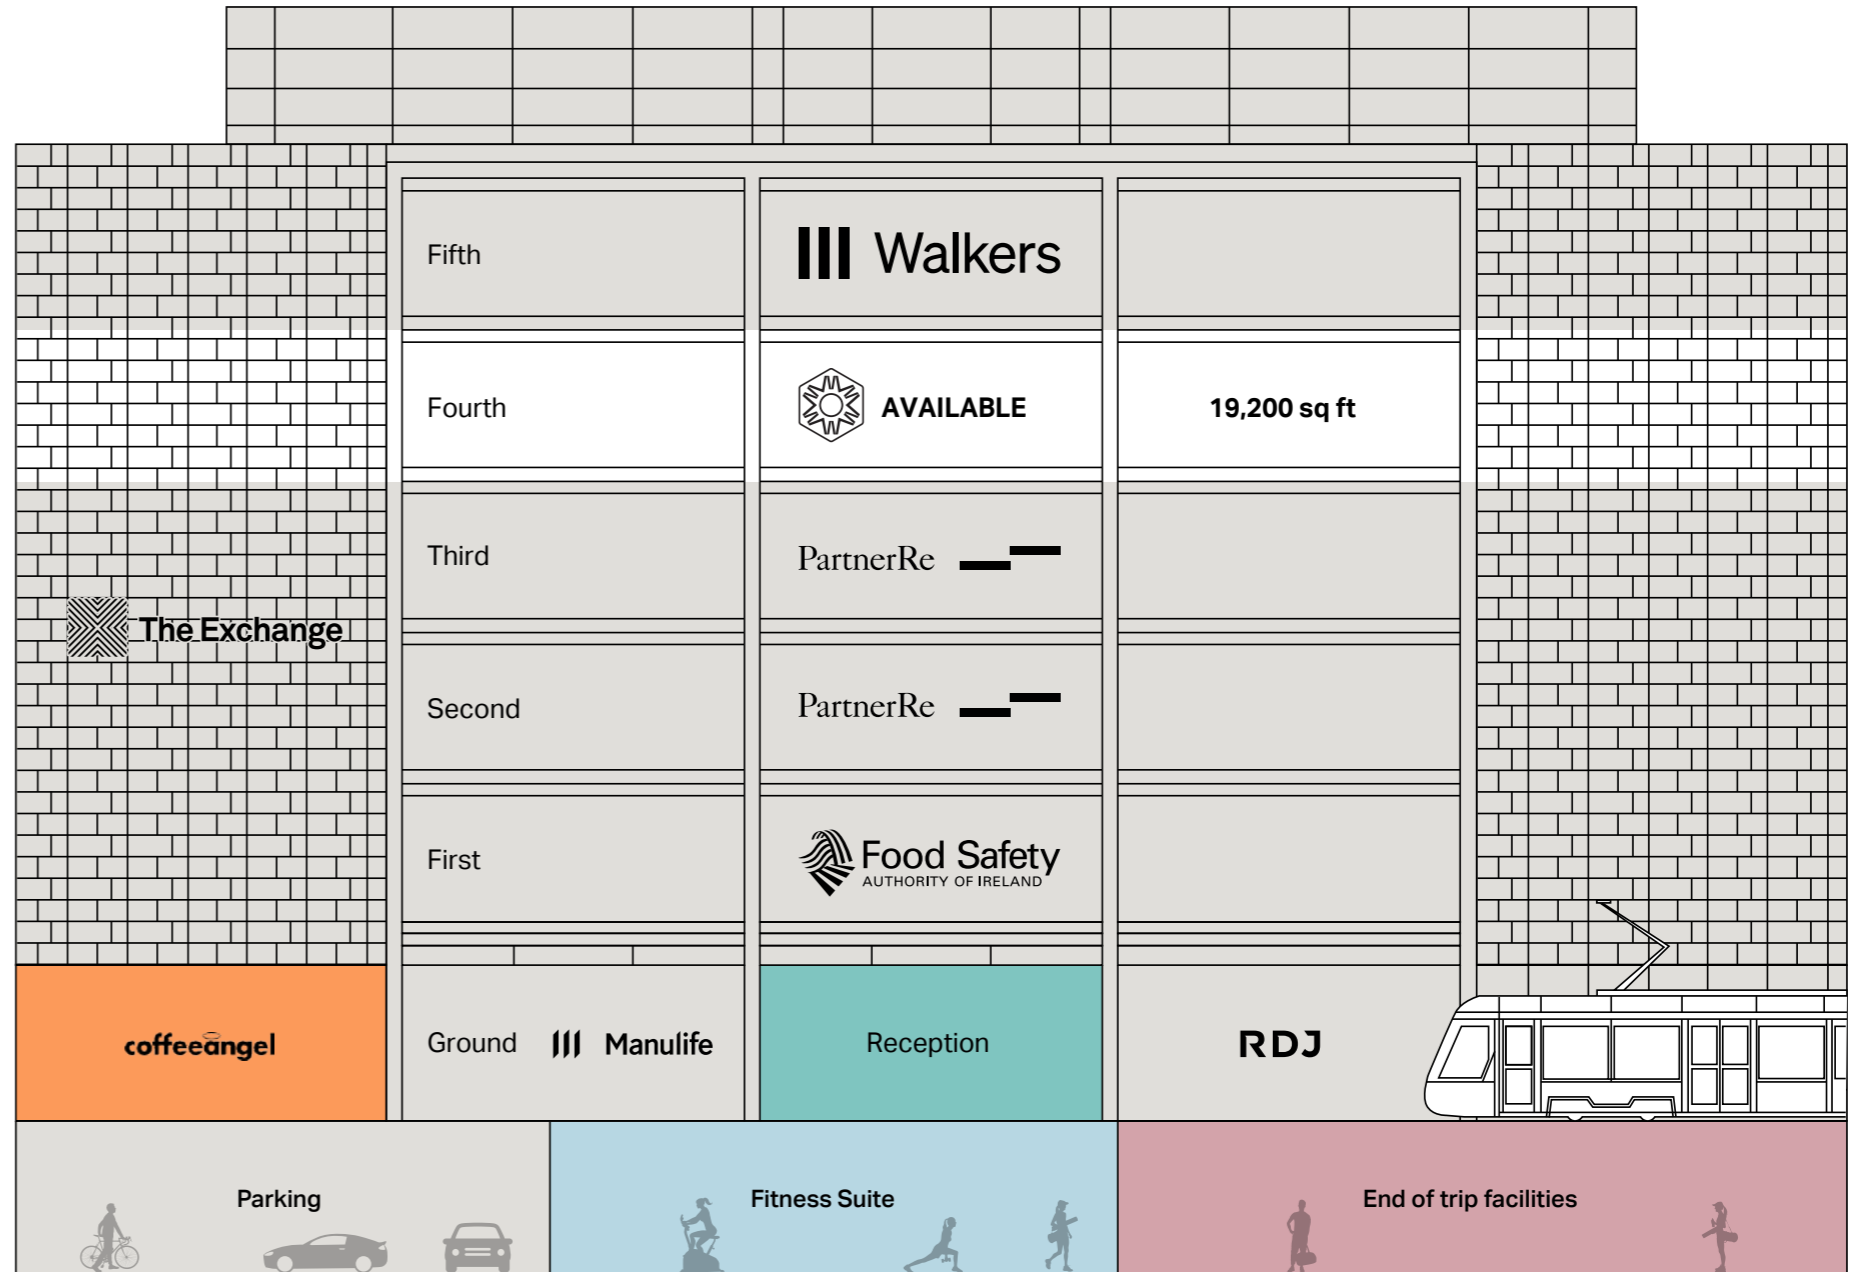 Fifth
Walkers
Fourth
AVAILABLE
19,200 sq ft
Third
PartnerRe
The Exchange
Second
PartnerRe
First
Food Safety
AUTHORITY OF IRELAND
coffeeangel
Ground
Manulife
Reception
RDJ
Parking
Fitness Suite
End of trip facilities